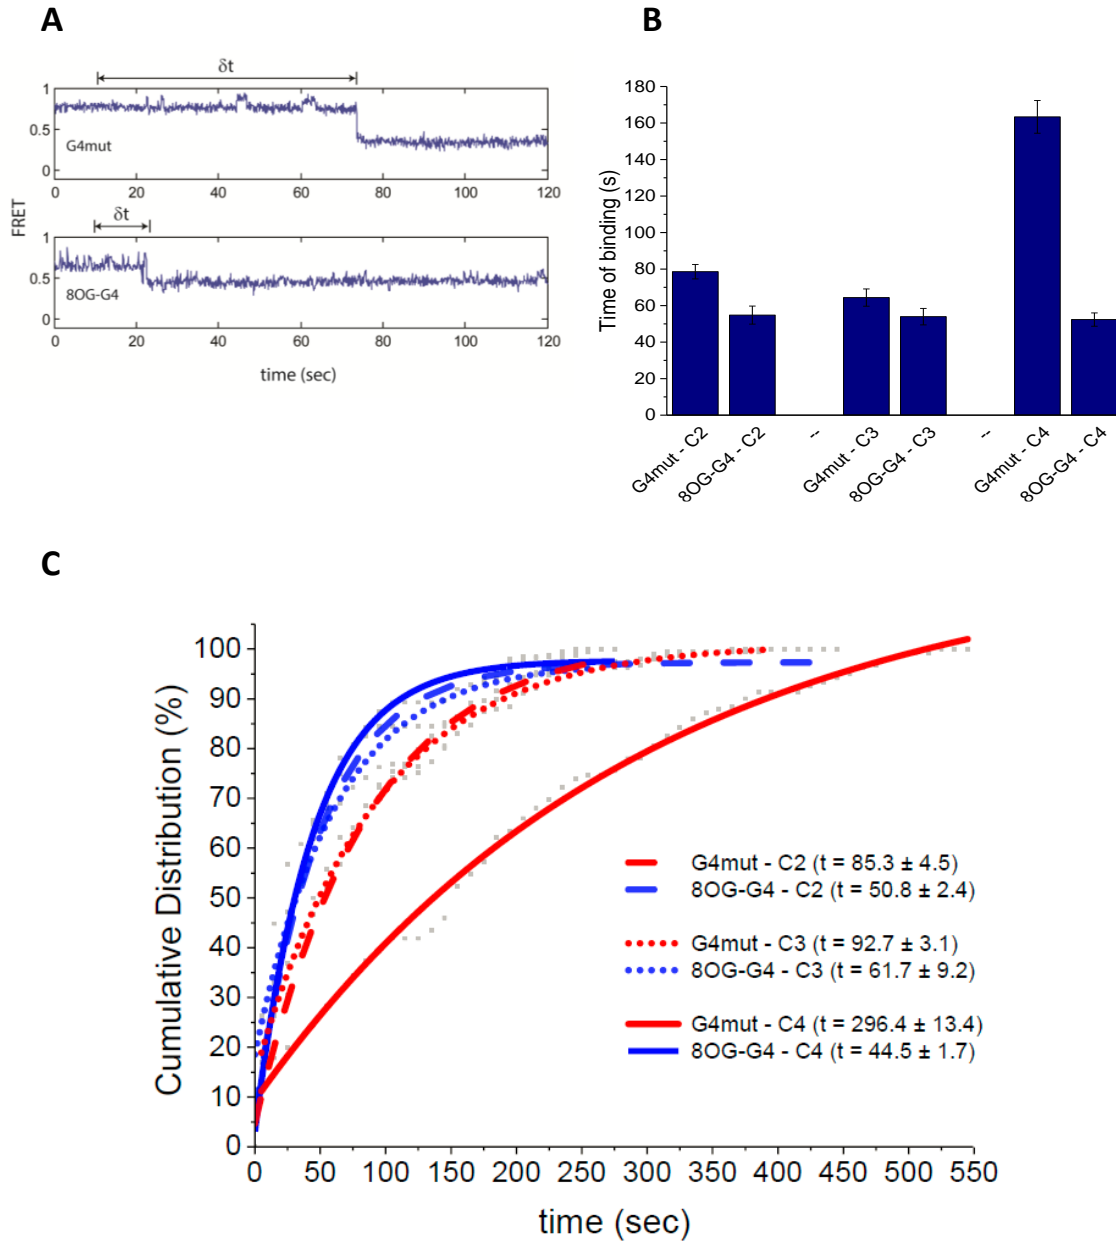 A
B
δt
1
0.5
0
G4mut
0 20 40 60 80 100 120
δt
1
0.5
0
8OG-G4
0 20 40 60 80 100 120
FRET
time (sec)
180
160
140
120
100
80
60
40
20
0
Time of binding (s)
G4mut - C2
8OG-G4 - C2
--
G4mut - C3
8OG-G4 - C3
--
G4mut - C4
8OG-G4 - C4
C
100
90
80
70
60
50
40
30
20
10
0
Cumulative Distribution (%)
G4mut - C2 (t = 85.3 ± 4.5)
8OG-G4 - C2 (t = 50.8 ± 2.4)
G4mut - C3 (t = 92.7 ± 3.1)
8OG-G4 - C3 (t = 61.7 ± 9.2)
G4mut - C4 (t = 296.4 ± 13.4)
8OG-G4 - C4 (t = 44.5 ± 1.7)
0 50 100 150 200 250 300 350 400 450 500 550
time (sec)